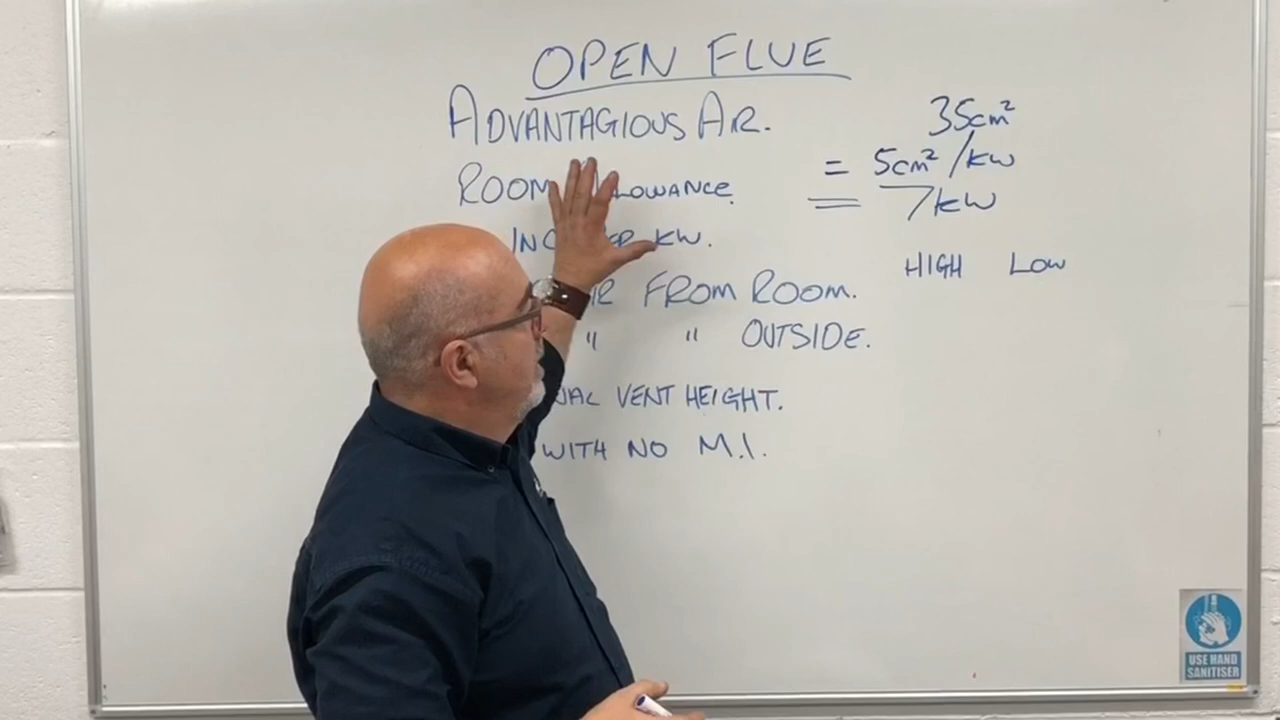 OPEN FLUE
ADVANTAGIOUS AIR.
35cm²
ROOM
= 5cm²/KW
7KW
KW.
HIGH LOW
FROM ROOM.
" " OUTSIDE.
VENT HEIGHT.
WITH NO M.I.
USE HAND
SANITISER